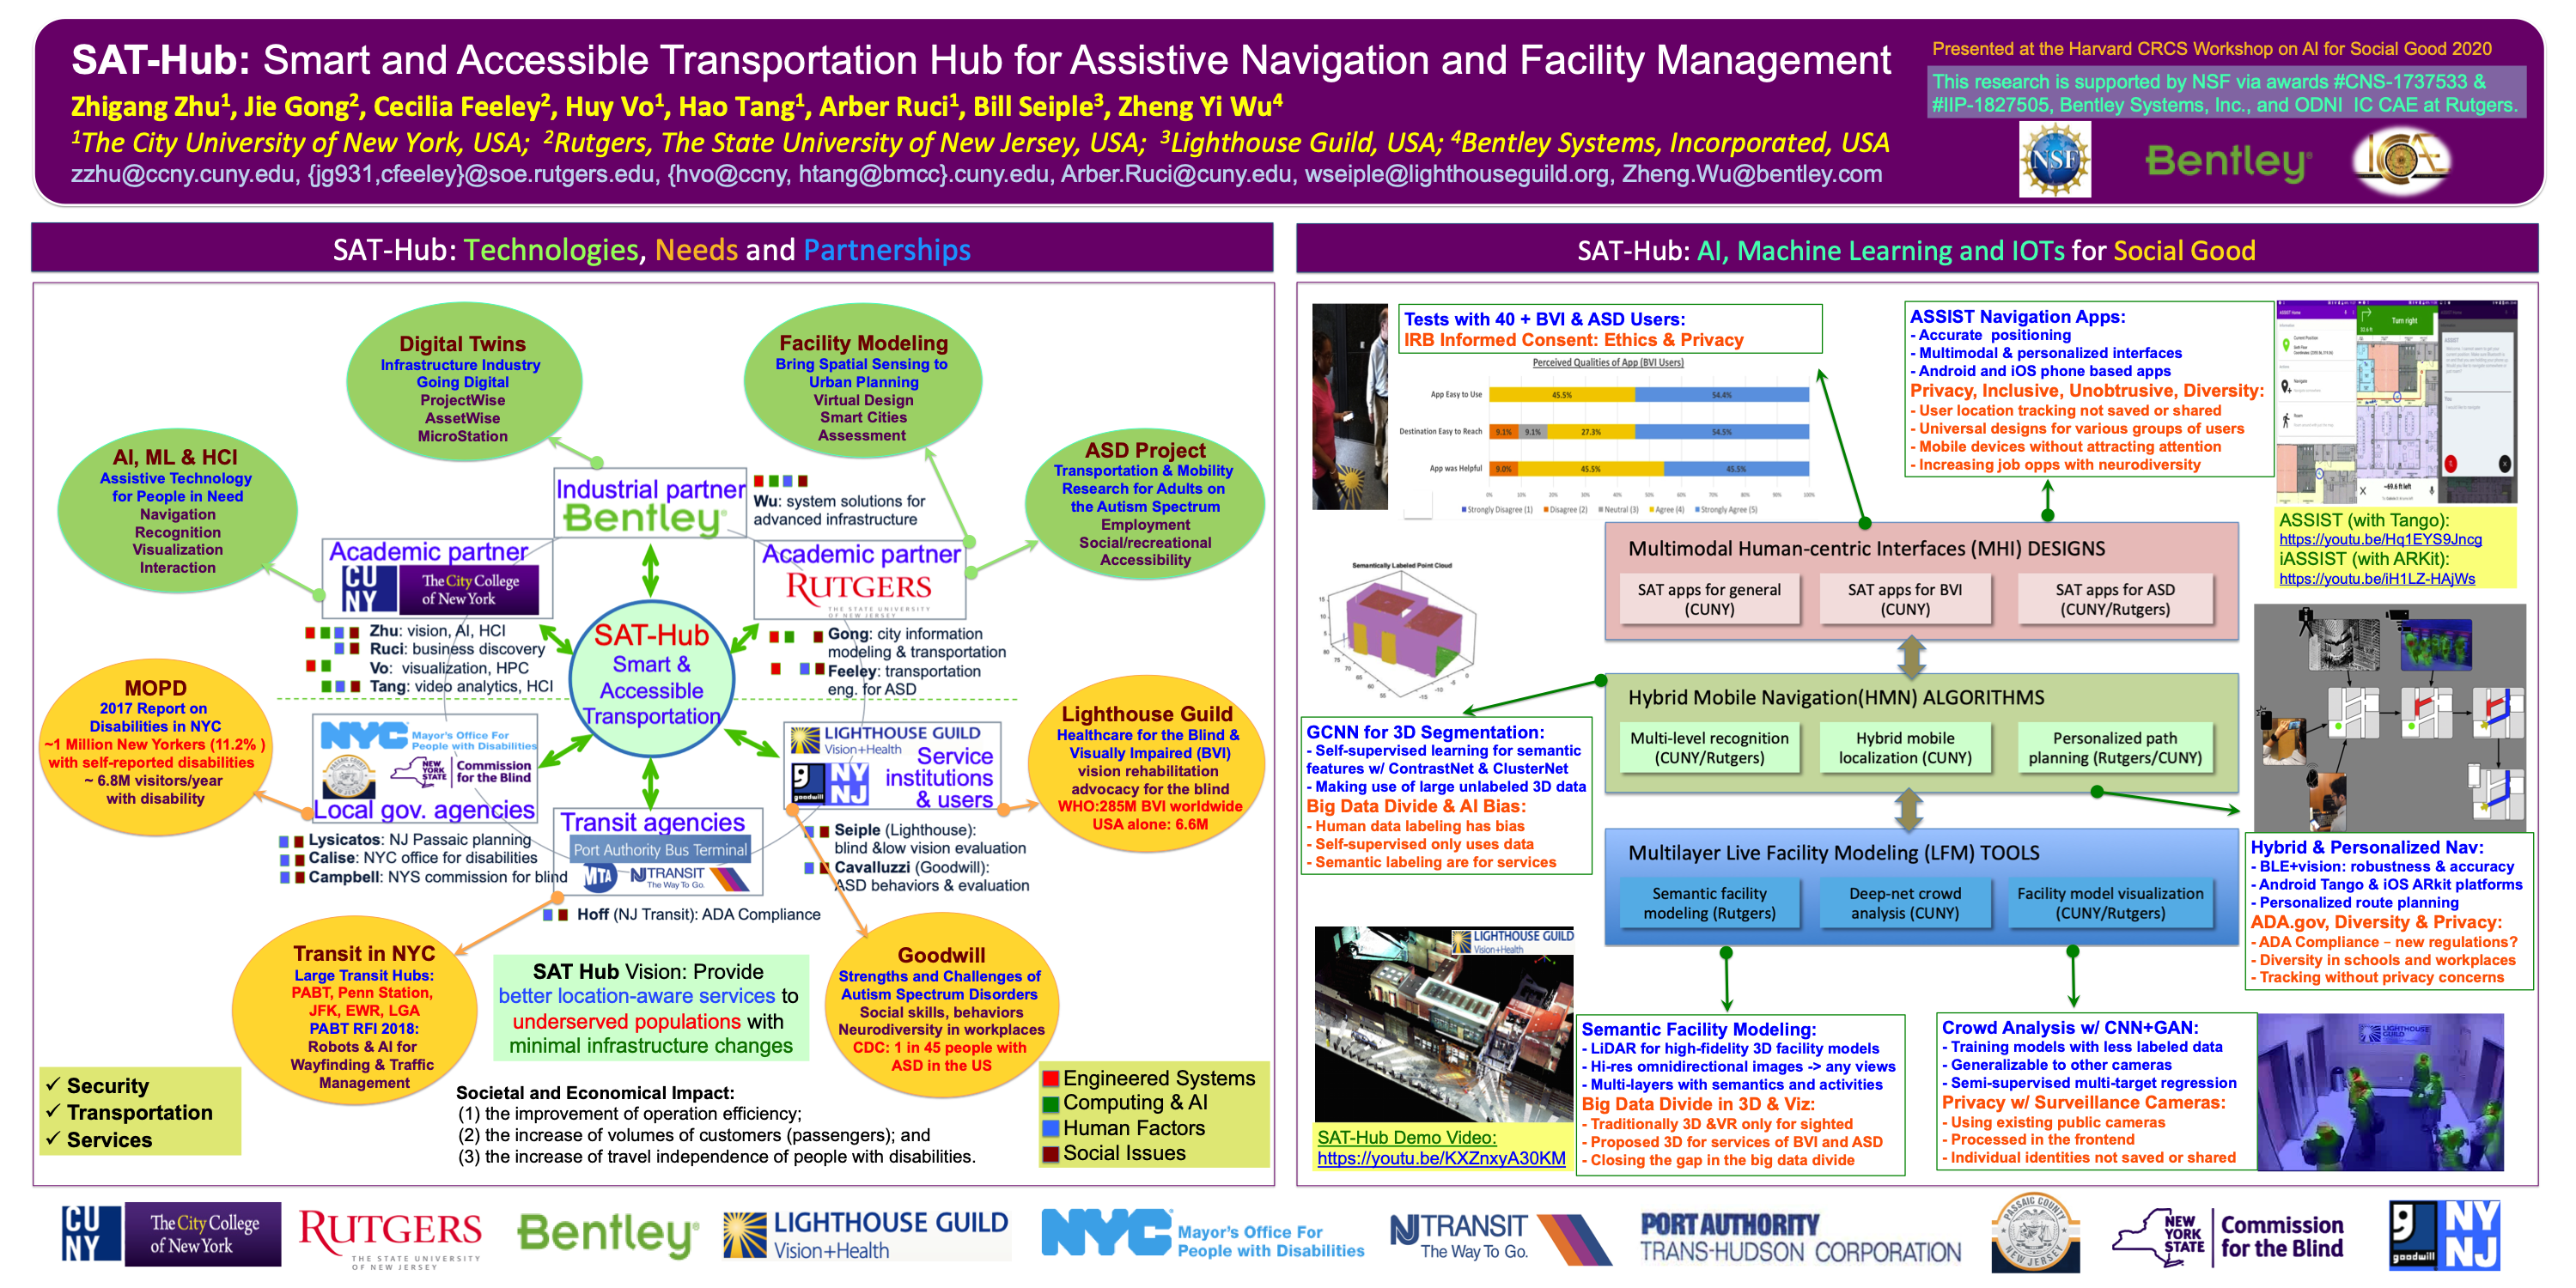 SAT-Hub: Smart and Accessible Transportation Hub for Assistive Navigation and Facility Management
Zhigang Zhu1, Jie Gong2, Cecilia Feeley2, Huy Vo1, Hao Tang1, Arber Ruci1, Bill Seiple3, Zheng Yi Wu4
1The City University of New York, USA; 2Rutgers, The State University of New Jersey, USA; 3Lighthouse Guild, USA; 4Bentley Systems, Incorporated, USA
zzhu@ccny.cuny.edu, {jg931,cfeeley}@soe.rutgers.edu, {hvo@ccny, htang@bmcc}.cuny.edu, Arber.Ruci@cuny.edu, wseiple@lighthouseguild.org, Zheng.Wu@bentley.com
Presented at the Harvard CRCS Workshop on AI for Social Good 2020
This research is supported by NSF via awards #CNS-1737533 &
#IIP-1827505, Bentley Systems, Inc., and ODNI IC CAE at Rutgers.
NSF
Bentley
SAT-Hub: Technologies, Needs and Partnerships
Digital Twins
Infrastructure Industry
Going Digital
ProjectWise
AssetWise
MicroStation
Facility Modeling
Bring Spatial Sensing to
Urban Planning
Virtual Design
Smart Cities
Assessment
AI, ML & HCI
Assistive Technology
for People in Need
Navigation
Recognition
Visualization
Interaction
ASD Project
Transportation & Mobility
Research for Adults on
the Autism Spectrum
Employment
Social/recreational
Accessibility
Industrial partner
Bentley
Wu: system solutions for
advanced infrastructure
Academic partner
CU
NY
The City College
of New York
Academic partner
RUTGERS
THE STATE UNIVERSITY
OF NEW JERSEY
Zhu: vision, AI, HCI
Ruci: business discovery
Vo: visualization, HPC
Tang: video analytics, HCI
SAT-Hub
Smart &
Accessible
Transportation
Gong: city information
modeling & transportation
Feeley: transportation
eng. for ASD
MOPD
2017 Report on
Disabilities in NYC
~1 Million New Yorkers (11.2% )
with self-reported disabilities
~ 6.8M visitors/year
with disability
NYC
Mayor's Office For
People with Disabilities
NEW YORK STATE
Commission
for the Blind
Local gov. agencies
Lysicatos: NJ Passaic planning
Calise: NYC office for disabilities
Campbell: NYS commission for blind
LIGHTHOUSE GUILD
Vision+Health
goodwill
NY
NJ
Service
institutions
& users
Lighthouse Guild
Healthcare for the Blind &
Visually Impaired (BVI)
vision rehabilitation
advocacy for the blind
WHO:285M BVI worldwide
USA alone: 6.6M
Transit agencies
Port Authority Bus Terminal
MTA
NJTRANSIT
The Way To Go.
Seiple (Lighthouse):
blind &low vision evaluation
Cavalluzzi (Goodwill):
ASD behaviors & evaluation
Hoff (NJ Transit): ADA Compliance
Transit in NYC
Large Transit Hubs:
PABT, Penn Station,
JFK, EWR, LGA
PABT RFI 2018:
Robots & AI for
Wayfinding & Traffic
Management
SAT Hub Vision: Provide
better location-aware services to
underserved populations with
minimal infrastructure changes
Goodwill
Strengths and Challenges of
Autism Spectrum Disorders
Social skills, behaviors
Neurodiversity in workplaces
CDC: 1 in 45 people with
ASD in the US
✓ Security
✓ Transportation
✓ Services
Societal and Economical Impact:
(1) the improvement of operation efficiency;
(2) the increase of volumes of customers (passengers); and
(3) the increase of travel independence of people with disabilities.
Engineered Systems
Computing & AI
Human Factors
Social Issues
SAT-Hub: AI, Machine Learning and IOTs for Social Good
Tests with 40 + BVI & ASD Users:
IRB Informed Consent: Ethics & Privacy
Perceived Qualities of App (BVI Users)
App Easy to Use
45.5%
54.4%
Destination Easy to Reach
9.1%
9.1%
27.3%
54.5%
App was Helpful
9.0%
45.5%
45.5%
0%
10%
20%
30%
40%
50%
60%
70%
80%
90%
100%
Strongly Disagree (1)
Disagree (2)
Neutral (3)
Agree (4)
Strongly Agree (5)
ASSIST Navigation Apps:
- Accurate positioning
- Multimodal & personalized interfaces
- Android and iOS phone based apps
Privacy, Inclusive, Unobtrusive, Diversity:
- User location tracking not saved or shared
- Universal designs for various groups of users
- Mobile devices without attracting attention
- Increasing job opps with neurodiversity
Turn right
~69.6 ft left
ASSIST (with Tango):
https://youtu.be/Hq1EYS9Jncg
iASSIST (with ARKit):
https://youtu.be/iH1LZ-HAjWs
Multimodal Human-centric Interfaces (MHI) DESIGNS
SAT apps for general
(CUNY)
SAT apps for BVI
(CUNY)
SAT apps for ASD
(CUNY/Rutgers)
Semantically Labeled Point Cloud
Hybrid Mobile Navigation(HMN) ALGORITHMS
Multi-level recognition
(CUNY/Rutgers)
Hybrid mobile
localization (CUNY)
Personalized path
planning (Rutgers/CUNY)
GCNN for 3D Segmentation:
- Self-supervised learning for semantic
features w/ ContrastNet & ClusterNet
- Making use of large unlabeled 3D data
Big Data Divide & AI Bias:
- Human data labeling has bias
- Self-supervised only uses data
- Semantic labeling are for services
Multilayer Live Facility Modeling (LFM) TOOLS
Semantic facility
modeling (Rutgers)
Deep-net crowd
analysis (CUNY)
Facility model visualization
(CUNY/Rutgers)
Hybrid & Personalized Nav:
- BLE+vision: robustness & accuracy
- Android Tango & iOS ARkit platforms
- Personalized route planning
ADA.gov, Diversity & Privacy:
- ADA Compliance – new regulations?
- Diversity in schools and workplaces
- Tracking without privacy concerns
LIGHTHOUSE GUILD
Vision+Health
SAT-Hub Demo Video:
https://youtu.be/KXZnxyA30KM
Semantic Facility Modeling:
- LiDAR for high-fidelity 3D facility models
- Hi-res omnidirectional images -> any views
- Multi-layers with semantics and activities
Big Data Divide in 3D & Viz:
- Traditionally 3D &VR only for sighted
- Proposed 3D for services of BVI and ASD
- Closing the gap in the big data divide
Crowd Analysis w/ CNN+GAN:
- Training models with less labeled data
- Generalizable to other cameras
- Semi-supervised multi-target regression
Privacy w/ Surveillance Cameras:
- Using existing public cameras
- Processed in the frontend
- Individual identities not saved or shared
LIGHTHOUSE GUILD
CU
NY
The City College
of New York
RUTGERS
THE STATE UNIVERSITY
OF NEW JERSEY
Bentley
LIGHTHOUSE GUILD
Vision+Health
NYC
Mayor's Office For
People with Disabilities
NJTRANSIT
The Way To Go.
PORT AUTHORITY
TRANS-HUDSON CORPORATION
PASSAIC COUNTY
NEW JERSEY
NEW YORK STATE
Commission
for the Blind
goodwill
NY
NJ